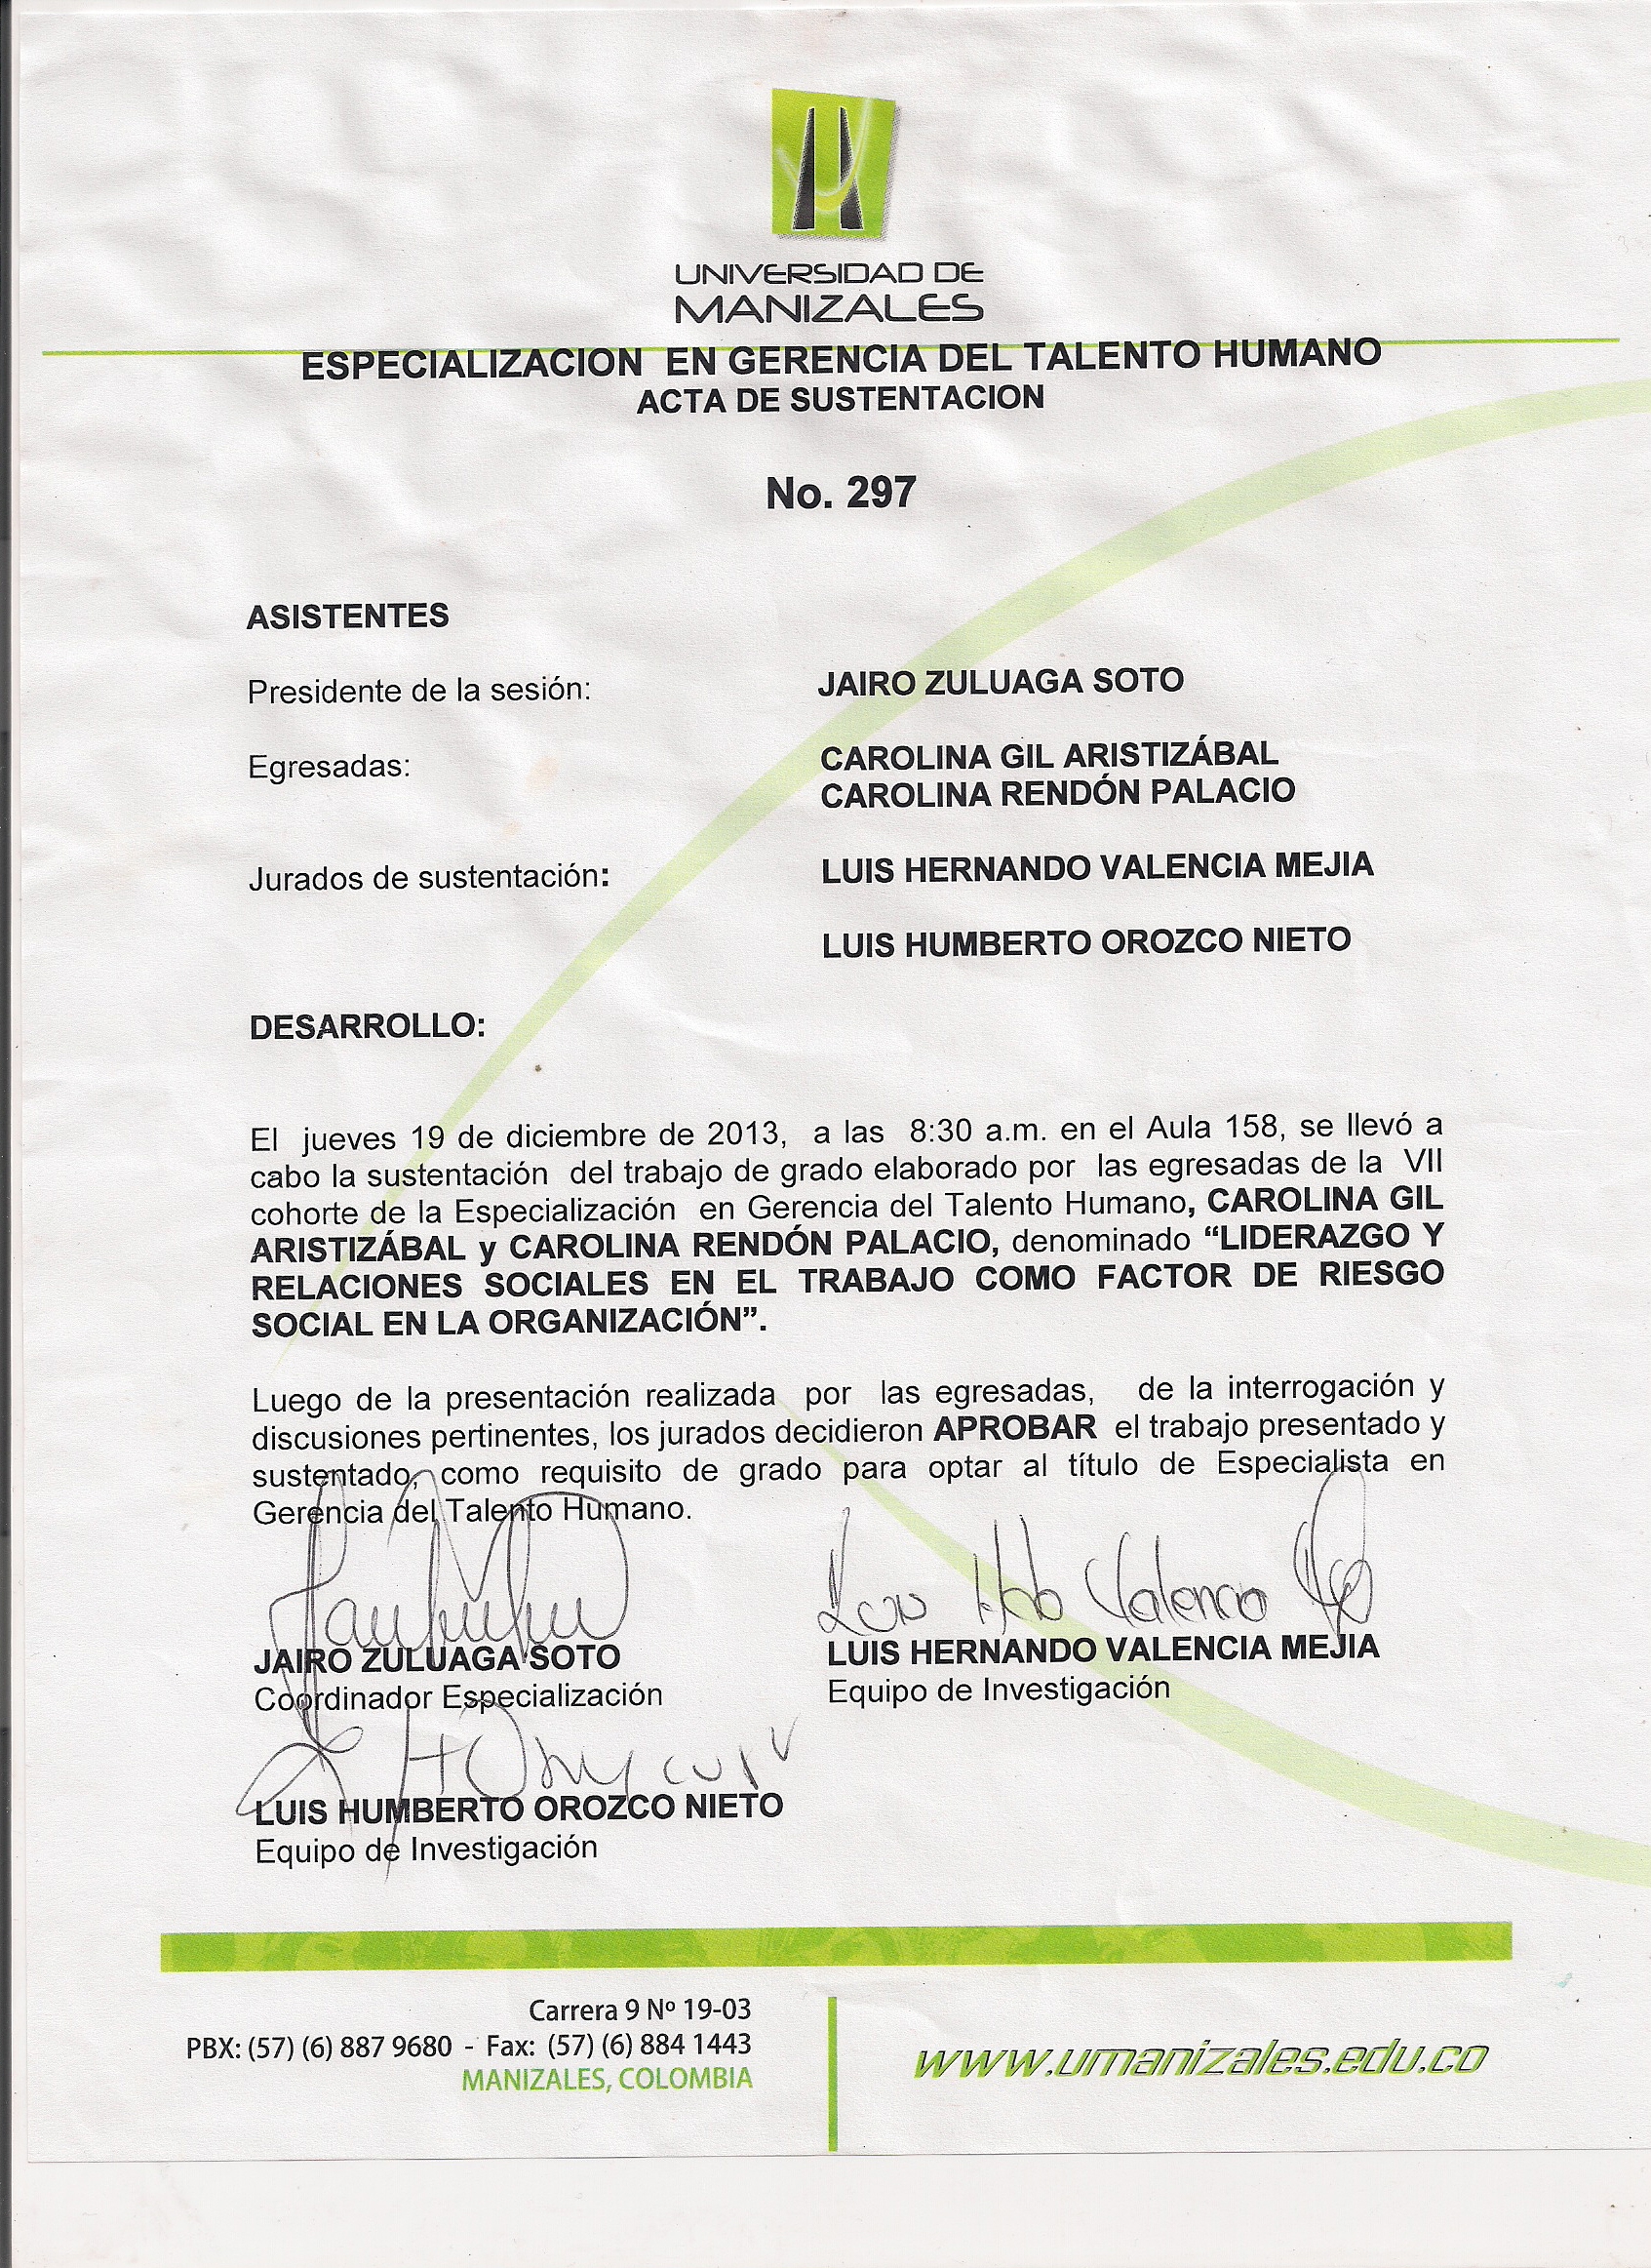 UNIVERSIDAD DE
MANIZALES
ESPECIALIZACION EN GERENCIA DEL TALENTO HUMANO
ACTA DE SUSTENTACION
No. 297
ASISTENTES
Presidente de la sesión: JAIRO ZULUAGA SOTO
Egresadas: CAROLINA GIL ARISTIZÁBAL
CAROLINA RENDÓN PALACIO
Jurados de sustentación: LUIS HERNANDO VALENCIA MEJIA
LUIS HUMBERTO OROZCO NIETO
DESARROLLO:
El jueves 19 de diciembre de 2013, a las 8:30 a.m. en el Aula 158, se llevó a
cabo la sustentación del trabajo de grado elaborado por las egresadas de la VII
cohorte de la Especialización en Gerencia del Talento Humano, CAROLINA GIL
ARISTIZÁBAL y CAROLINA RENDÓN PALACIO, denominado “LIDERAZGO Y
RELACIONES SOCIALES EN EL TRABAJO COMO FACTOR DE RIESGO
SOCIAL EN LA ORGANIZACIÓN”.
Luego de la presentación realizada por las egresadas, de la interrogación y
discusiones pertinentes, los jurados decidieron APROBAR el trabajo presentado y
sustentado, como requisito de grado para optar al título de Especialista en
Gerencia del Talento Humano.
JAIRO ZULUAGA SOTO
Coordinador Especialización
LUIS HERNANDO VALENCIA MEJIA
Equipo de Investigación
LUIS HUMBERTO OROZCO NIETO
Equipo de Investigación
Carrera 9 Nº 19-03
PBX: (57) (6) 887 9680 - Fax: (57) (6) 884 1443
MANIZALES, COLOMBIA
www.umanizales.edu.co